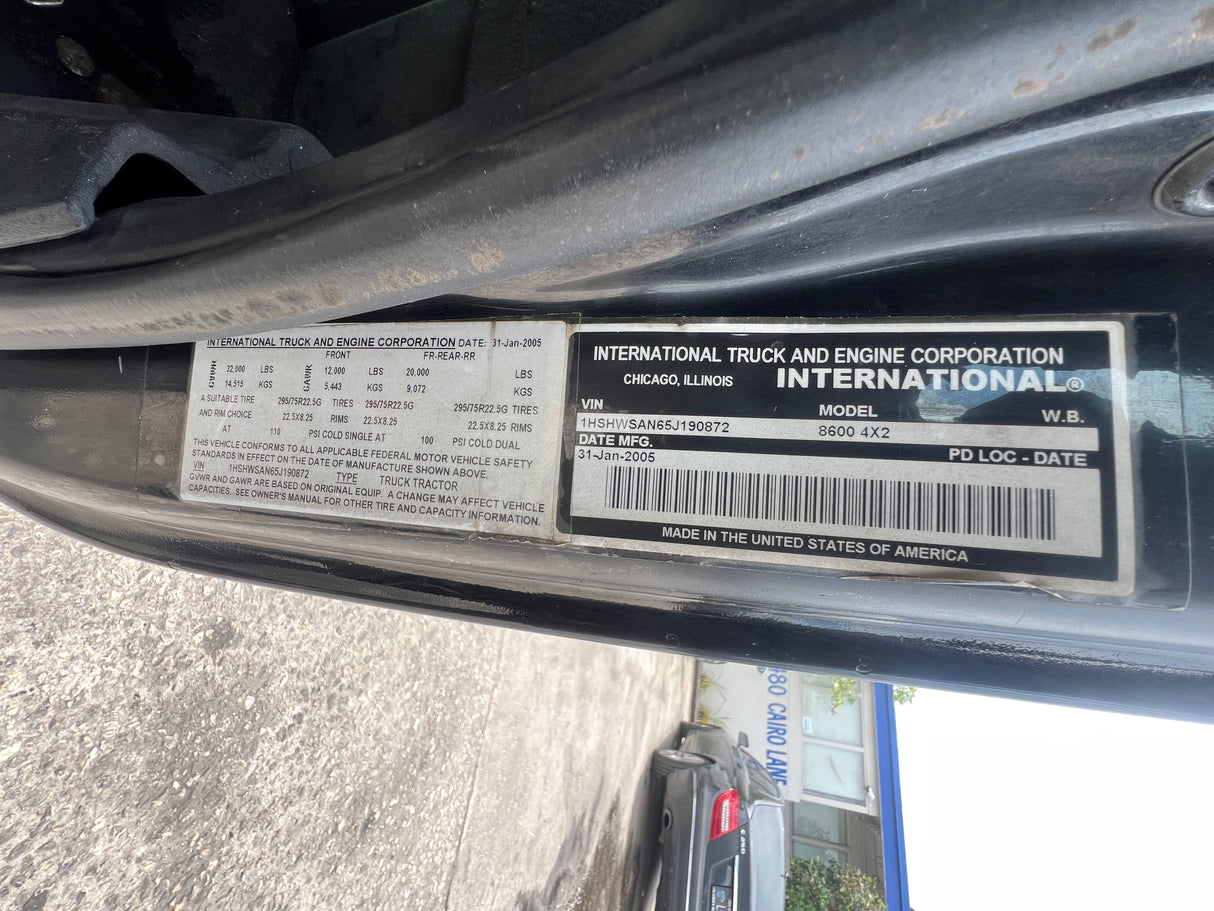 INTERNATIONAL TRUCK AND ENGINE CORPORATION DATE: 31-Jan-2005
FRONT FR-REAR-RR
GVWR 32,000 LBS GAWR 12,000 LBS 20,000 LBS
14,515 KGS 5,443 KGS 9,072 KGS
A SUITABLE TIRE 295/75R22.5G TIRES 295/75R22.5G 295/75R22.5G TIRES
AND RIM CHOICE 22.5X8.25 RIMS 22.5X8.25 22.5X8.25 RIMS
AT 110 PSI COLD SINGLE AT 100 PSI COLD DUAL
THIS VEHICLE CONFORMS TO ALL APPLICABLE FEDERAL MOTOR VEHICLE SAFETY
STANDARDS IN EFFECT ON THE DATE OF MANUFACTURE SHOWN ABOVE.
VIN 1HSHWSAN65J190872 TYPE TRUCK TRACTOR
GVWR AND GAWR ARE BASED ON ORIGINAL EQUIP. A CHANGE MAY AFFECT VEHICLE
CAPACITIES. SEE OWNER'S MANUAL FOR OTHER TIRE AND CAPACITY INFORMATION.
INTERNATIONAL TRUCK AND ENGINE CORPORATION
CHICAGO, ILLINOIS INTERNATIONAL®
VIN MODEL W.B.
1HSHWSAN65J190872 8600 4X2
DATE MFG.
31-Jan-2005 PD LOC - DATE
MADE IN THE UNITED STATES OF AMERICA
480 CAIRO LANE
E350